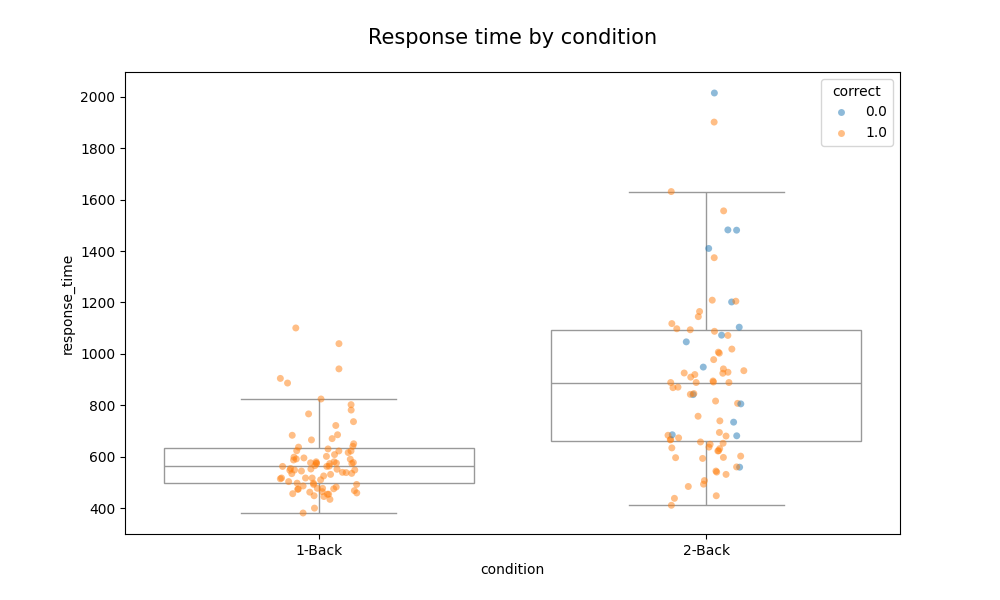 Response time by condition
correct
0.0
1.0
2000
1800
1600
1400
1200
1000
800
600
400
response_time
1-Back
2-Back
condition